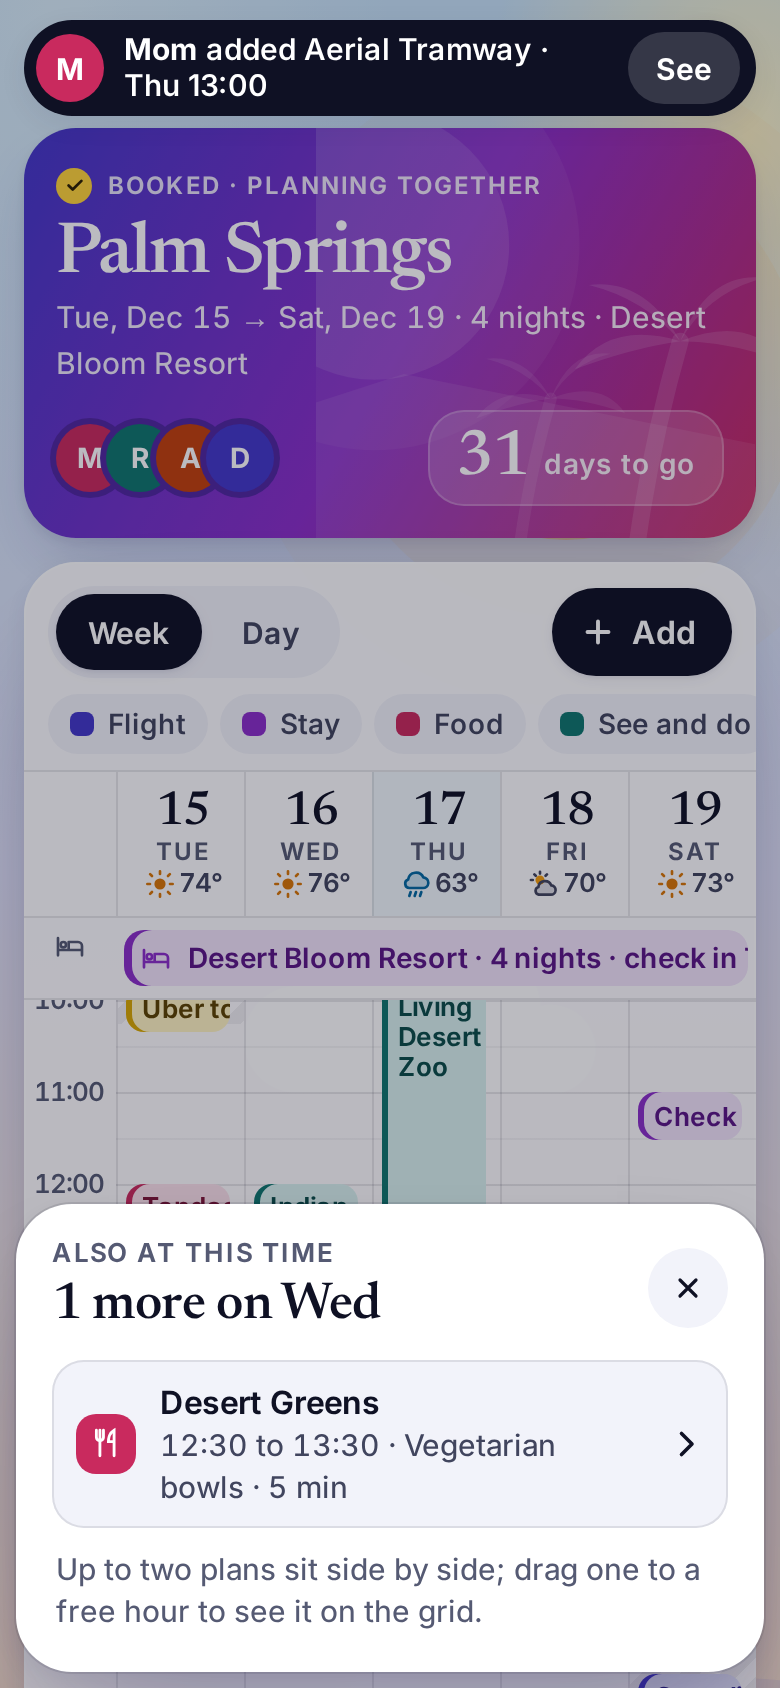 M
Mom added Aerial Tramway ·
Thu 13:00
See
BOOKED · PLANNING TOGETHER
Palm Springs
Tue, Dec 15 → Sat, Dec 19 · 4 nights · Desert
Bloom Resort
M R A D
31 days to go
Week Day
+ Add
Flight Stay Food See and do
15 16 17 18 19
TUE WED THU FRI SAT
74° 76° 63° 70° 73°
Desert Bloom Resort · 4 nights · check in
10:00
Uber to
Living
Desert
Zoo
11:00
Check
12:00
Indian
ALSO AT THIS TIME
1 more on Wed
Desert Greens
12:30 to 13:30 · Vegetarian
bowls · 5 min
Up to two plans sit side by side; drag one to a
free hour to see it on the grid.